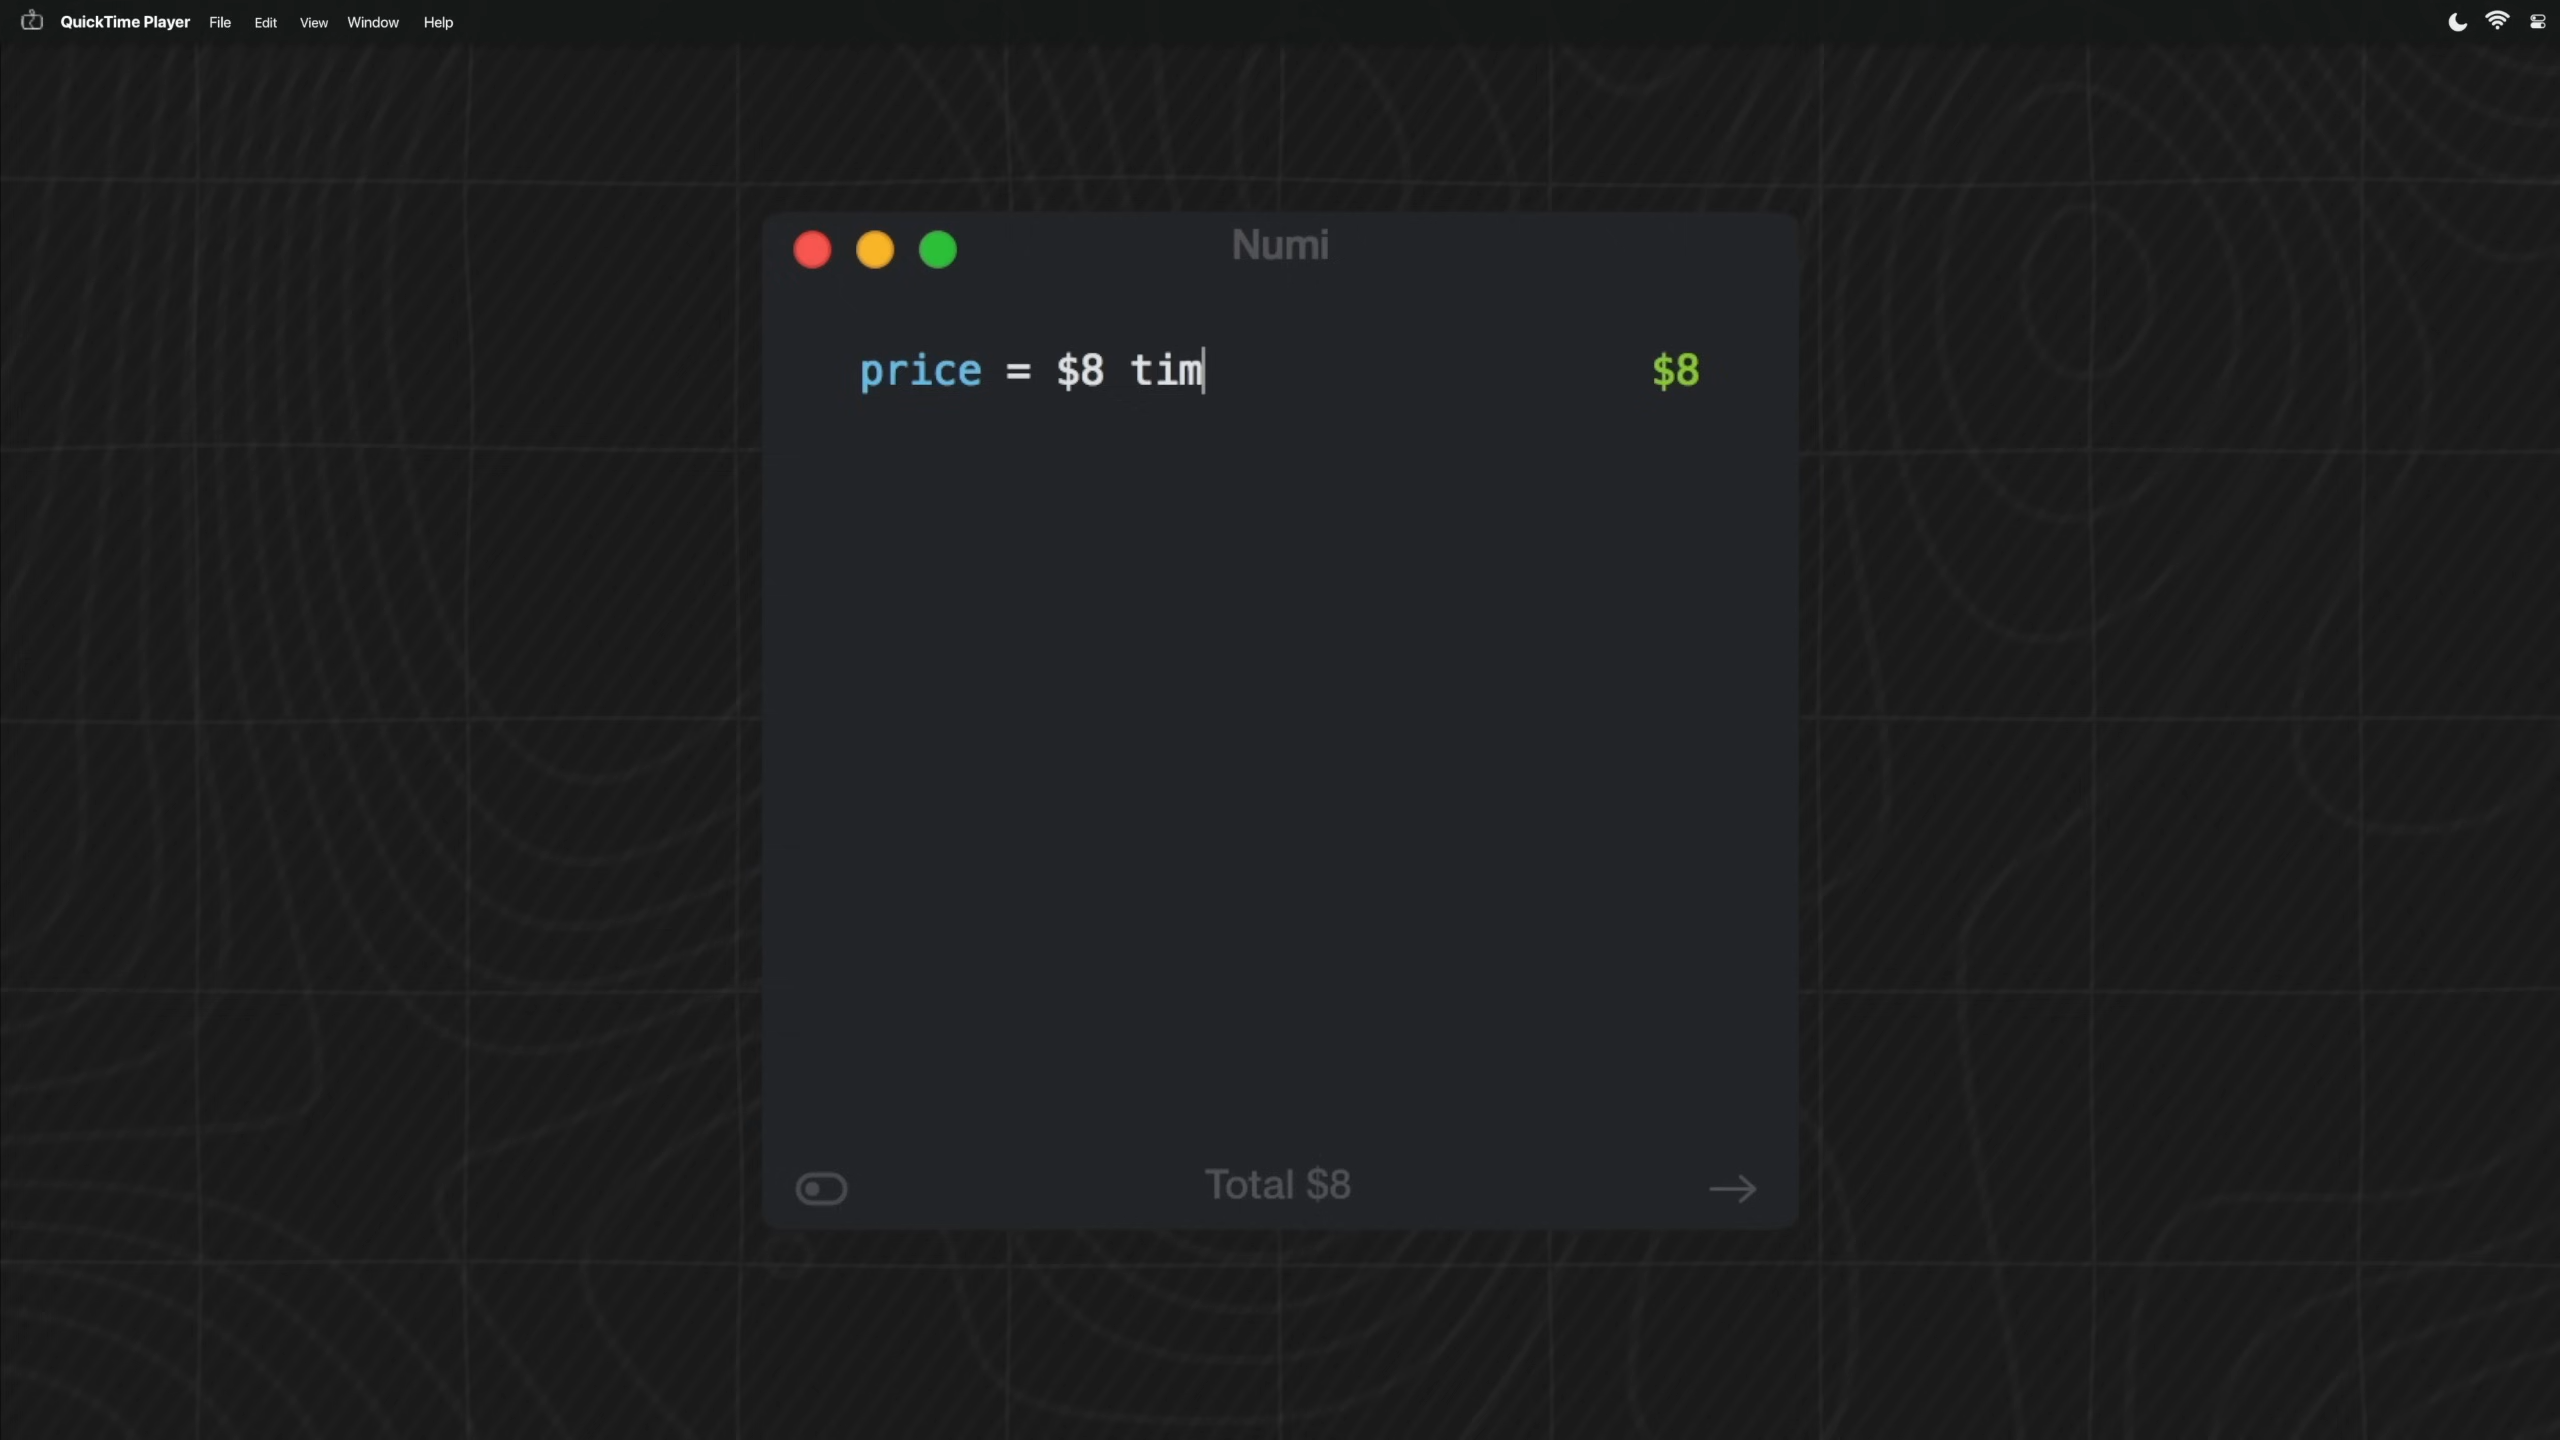 QuickTime Player File Edit View Window Help
Numi
price = $8 tim $8
Total $8